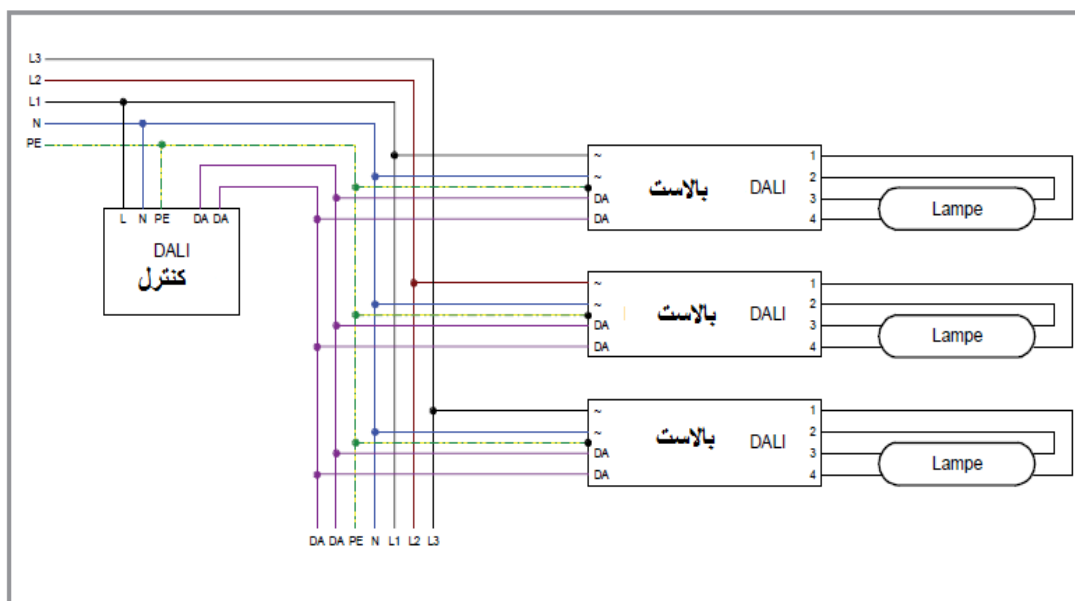 L3
L2
L1
N
PE
L N PE DA DA
DALI
کنترل
~
~
DA
DA
بالاست DALI
1
2
3
4
Lampe
~
~
DA
DA
بالاست DALI
1
2
3
4
Lampe
~
~
DA
DA
بالاست DALI
1
2
3
4
Lampe
DA DA PE N L1 L2 L3